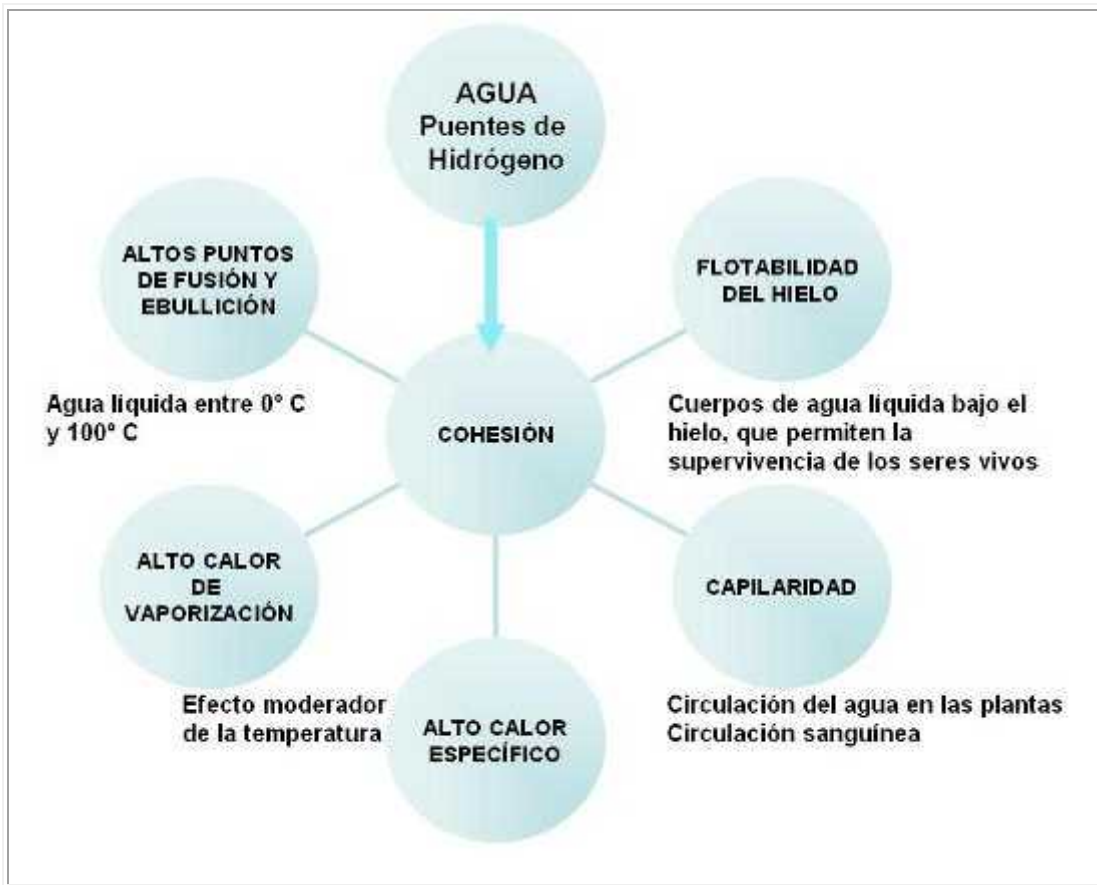 AGUA
Puentes de
Hidrógeno
ALTOS PUNTOS
DE FUSIÓN Y
EBULLICIÓN
Agua líquida entre 0° C
y 100° C
FLOTABILIDAD
DEL HIELO
Cuerpos de agua líquida bajo el
hielo, que permiten la
supervivencia de los seres vivos
COHESIÓN
ALTO CALOR
DE
VAPORIZACIÓN
Efecto moderador
de la temperatura
ALTO CALOR
ESPECÍFICO
CAPILARIDAD
Circulación del agua en las plantas
Circulación sanguínea